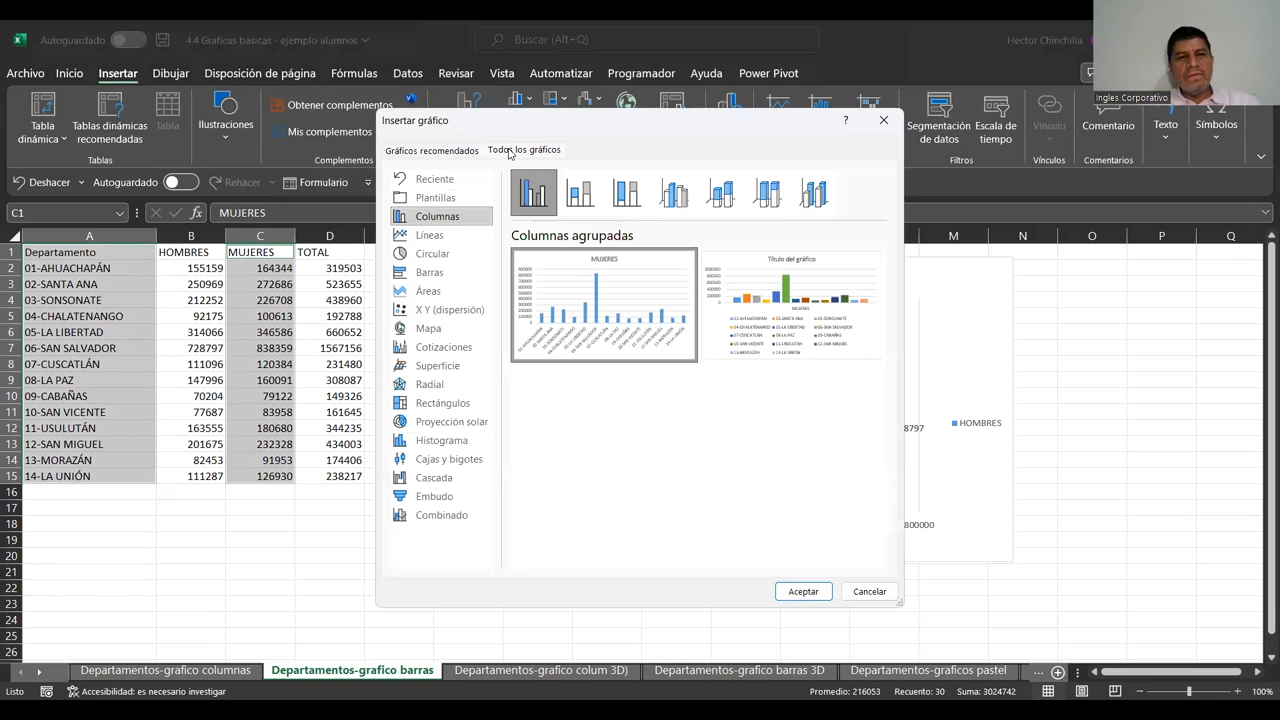 Autoguardado
4.4 Graficas basicas - ejemplo alumnos
Buscar (Alt+Q)
Hector Chinchilla
Archivo Inicio Insertar Dibujar Disposición de página Fórmulas Datos Revisar Vista Automatizar Programador Ayuda Power Pivot
Tabla dinámica
Tablas dinámicas recomendadas
Tabla
Tablas
Ilustraciones
Obtener complementos
Mis complementos
Complementos
Segmentación de datos
Escala de tiempo
Filtros
Vínculo
Vínculos
Comentario
Comentarios
Texto
Símbolos
Ingles Corporativo
Deshacer Autoguardado Rehacer Formulario
C1 fx MUJERES
A B C D M N O P Q
1 Departamento HOMBRES MUJERES TOTAL
2 01-AHUACHAPÁN 155159 164344 319503
3 02-SANTA ANA 250969 272686 523655
4 03-SONSONATE 212252 226708 438960
5 04-CHALATENANGO 92175 100613 192788
6 05-LA LIBERTAD 314066 346586 660652
7 06-SAN SALVADOR 728797 838359 1567156
8 07-CUSCATLÁN 111096 120384 231480
9 08-LA PAZ 147996 160091 308087
10 09-CABAÑAS 70204 79122 149326
11 10-SAN VICENTE 77687 83958 161645
12 11-USULUTÁN 163555 180680 344235
13 12-SAN MIGUEL 201675 232328 434003
14 13-MORAZÁN 82453 91953 174406
15 14-LA UNIÓN 111287 126930 238217
16
17
18
19
20
21
22
23
24
25
26
Insertar gráfico ?
Gráficos recomendados Todos los gráficos
Reciente
Plantillas
Columnas
Líneas
Circular
Barras
Áreas
X Y (dispersión)
Mapa
Cotizaciones
Superficie
Radial
Rectángulos
Proyección solar
Histograma
Cajas y bigotes
Cascada
Embudo
Combinado
Columnas agrupadas
MUJERES
Título del gráfico
MUJERES
Aceptar Cancelar
8797
HOMBRES
800000
Departamentos-grafico columnas Departamentos-grafico barras Departamentos-grafico colum 3D) Departamentos-grafico barras 3D Departamentos-graficos pastel ...
Listo Accesibilidad: es necesario investigar Promedio: 216053 Recuento: 30 Suma: 3024742 100%